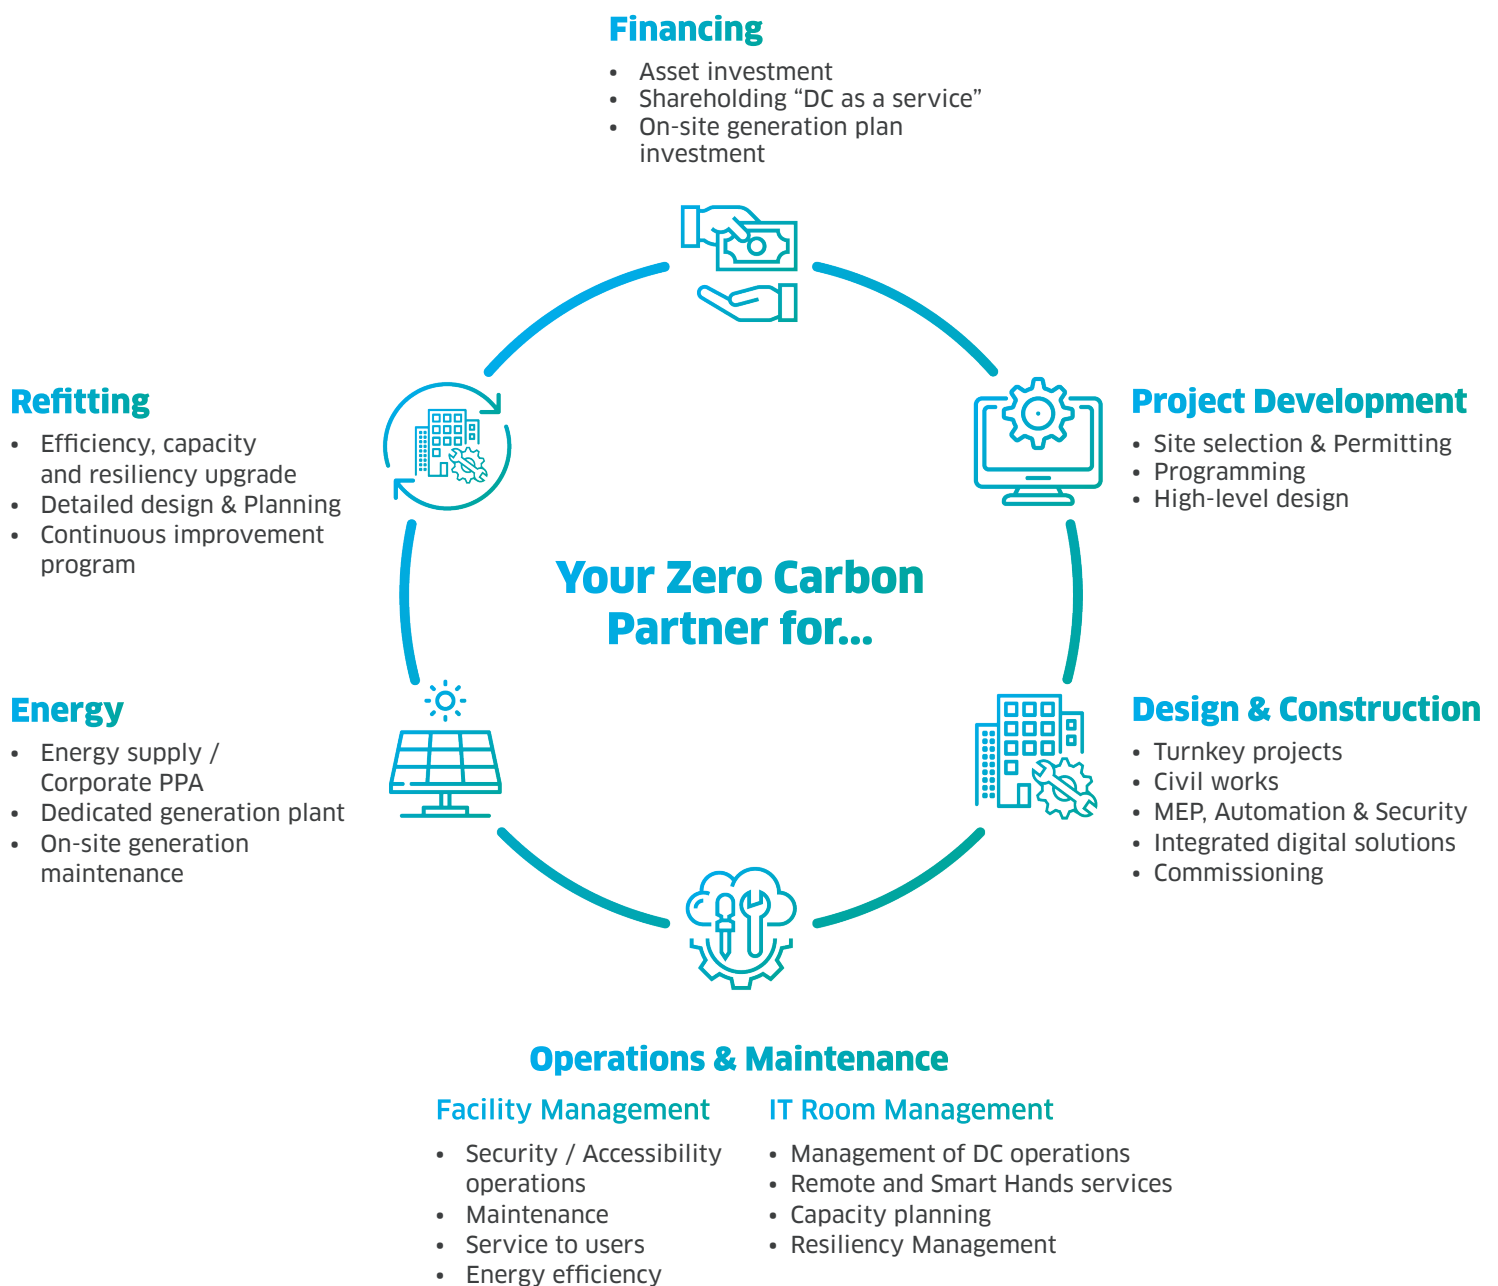 Financing
• Asset investment
• Shareholding “DC as a service”
• On-site generation plan
investment
Refitting
• Efficiency, capacity
and resiliency upgrade
• Detailed design & Planning
• Continuous improvement
program
Project Development
• Site selection & Permitting
• Programming
• High-level design
Your Zero Carbon
Partner for...
Energy
• Energy supply /
Corporate PPA
• Dedicated generation plant
• On-site generation
maintenance
Design & Construction
• Turnkey projects
• Civil works
• MEP, Automation & Security
• Integrated digital solutions
• Commissioning
Operations & Maintenance
Facility Management
• Security / Accessibility
operations
• Maintenance
• Service to users
• Energy efficiency
IT Room Management
• Management of DC operations
• Remote and Smart Hands services
• Capacity planning
• Resiliency Management